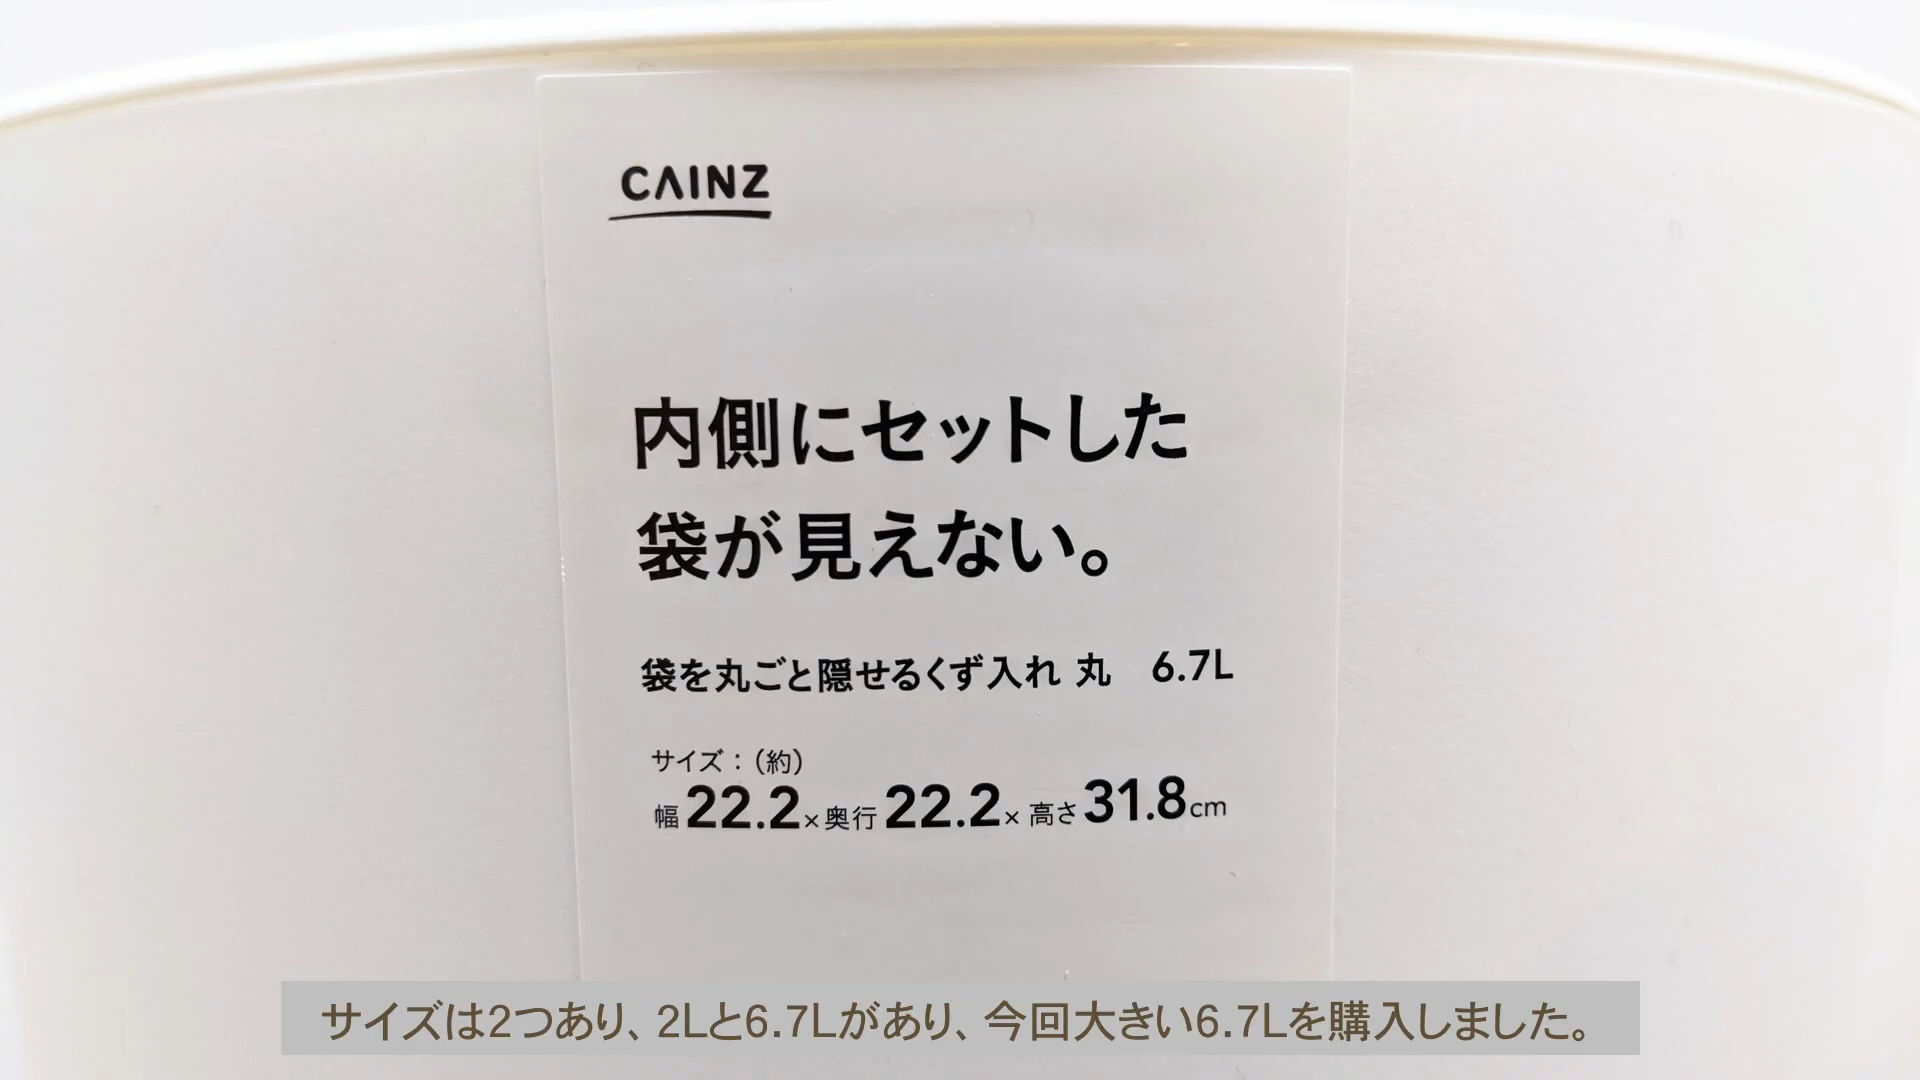 CAINZ
内側にセットした
袋が見えない。
袋を丸ごと隠せるくず入れ 丸　6.7L
サイズ：（約）
幅22.2×奥行22.2×高さ31.8cm
サイズは2つあり、2Lと6.7Lがあり、今回大きい6.7Lを購入しました。